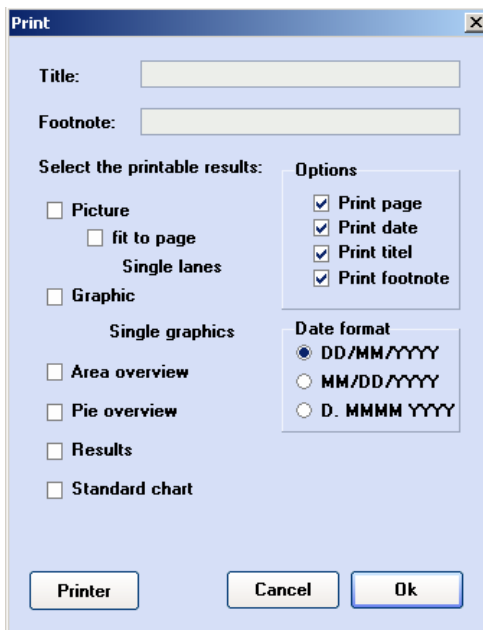 Print
Title:
Footnote:
Select the printable results:
Picture
fit to page
Single lanes
Graphic
Single graphics
Area overview
Pie overview
Results
Standard chart
Options
Print page
Print date
Print titel
Print footnote
Date format
DD/MM/YYYY
MM/DD/YYYY
D. MMMM YYYY
Printer
Cancel
Ok